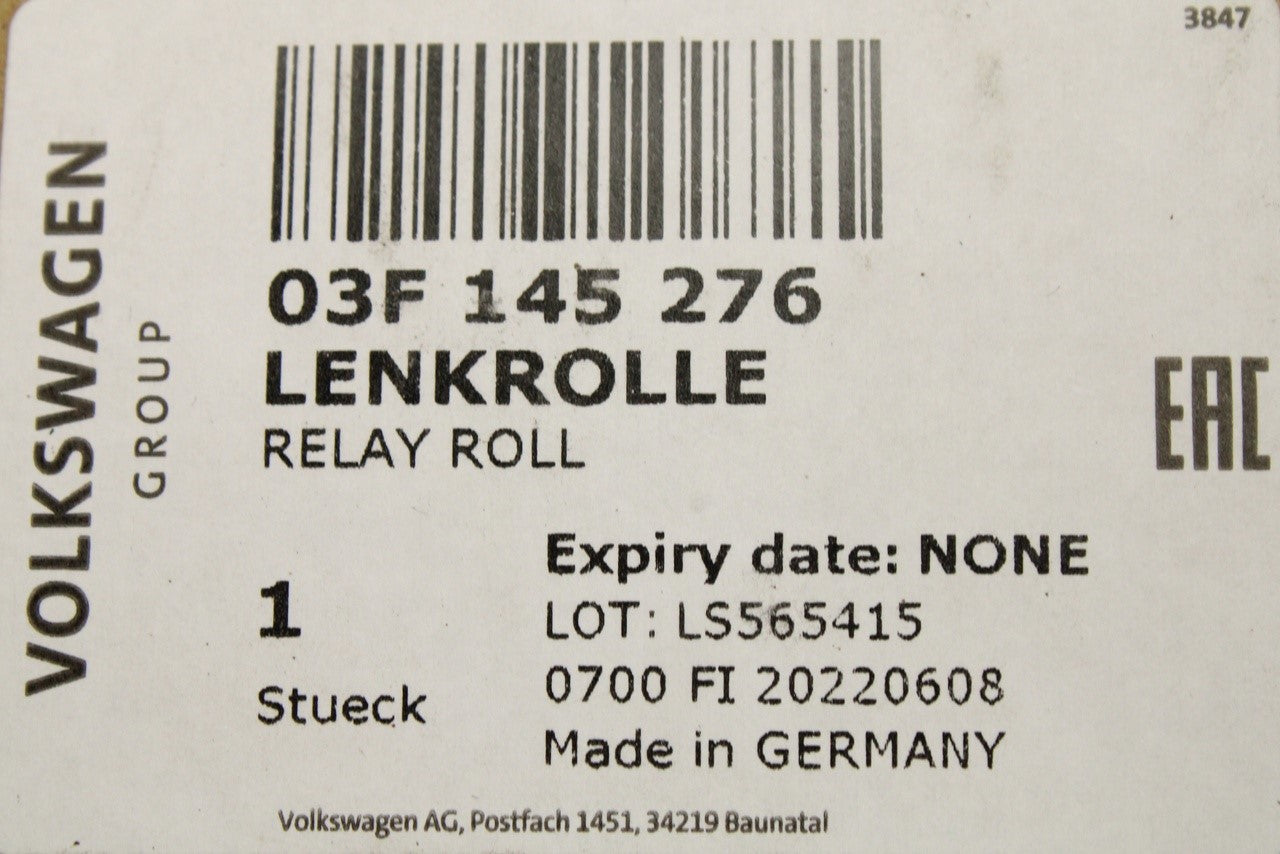 3847
VOLKSWAGEN
GROUP
03F 145 276
LENKROLLE
RELAY ROLL
EAC
1
Stueck
Expiry date: NONE
LOT: LS565415
0700 FI 20220608
Made in GERMANY
Volkswagen AG, Postfach 1451, 34219 Baunatal